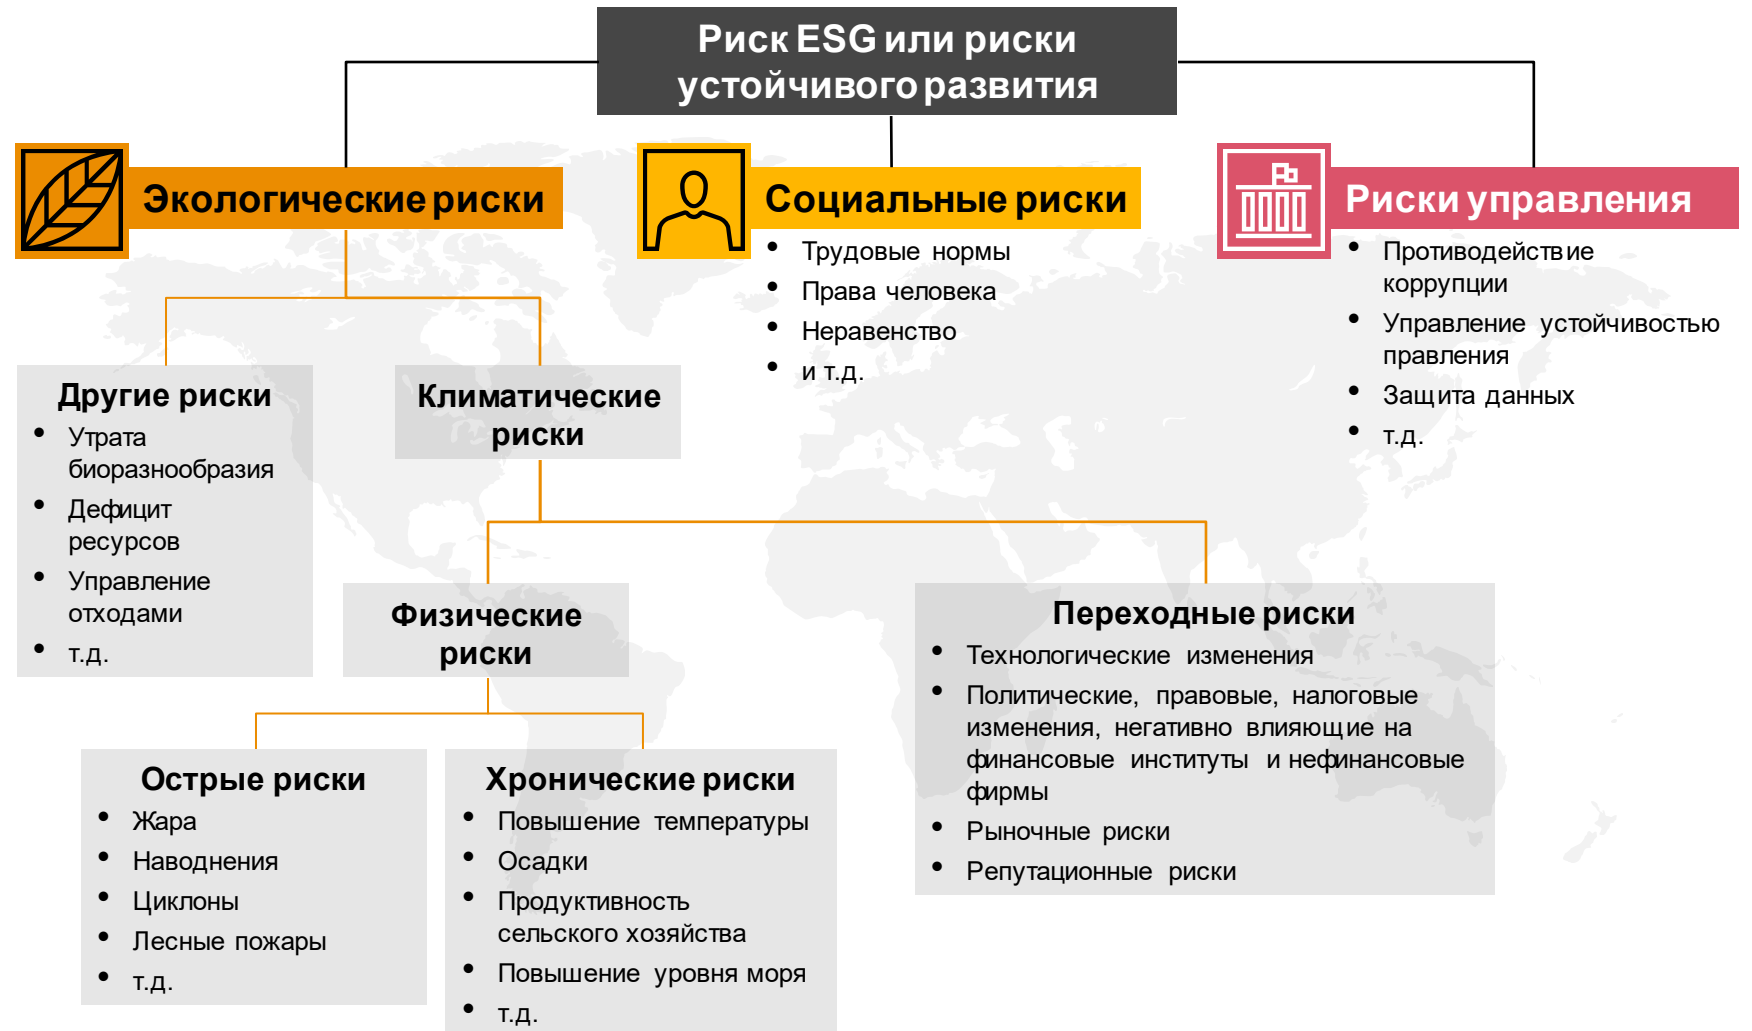 Риск ESG или риски
устойчивого развития
Экологические риски
Социальные риски
• Трудовые нормы
• Права человека
• Неравенство
• и т.д.
Риски управления
• Противодействие
коррупции
• Управление устойчивостью
правления
• Защита данных
• т.д.
Другие риски
• Утрата
биоразнообразия
• Дефицит
ресурсов
• Управление
отходами
• т.д.
Климатические
риски
Физические
риски
Переходные риски
• Технологические изменения
• Политические, правовые, налоговые
изменения, негативно влияющие на
финансовые институты и нефинансовые
фирмы
• Рыночные риски
• Репутационные риски
Острые риски
• Жара
• Наводнения
• Циклоны
• Лесные пожары
• т.д.
Хронические риски
• Повышение температуры
• Осадки
• Продуктивность
сельского хозяйства
• Повышение уровня моря
• т.д.